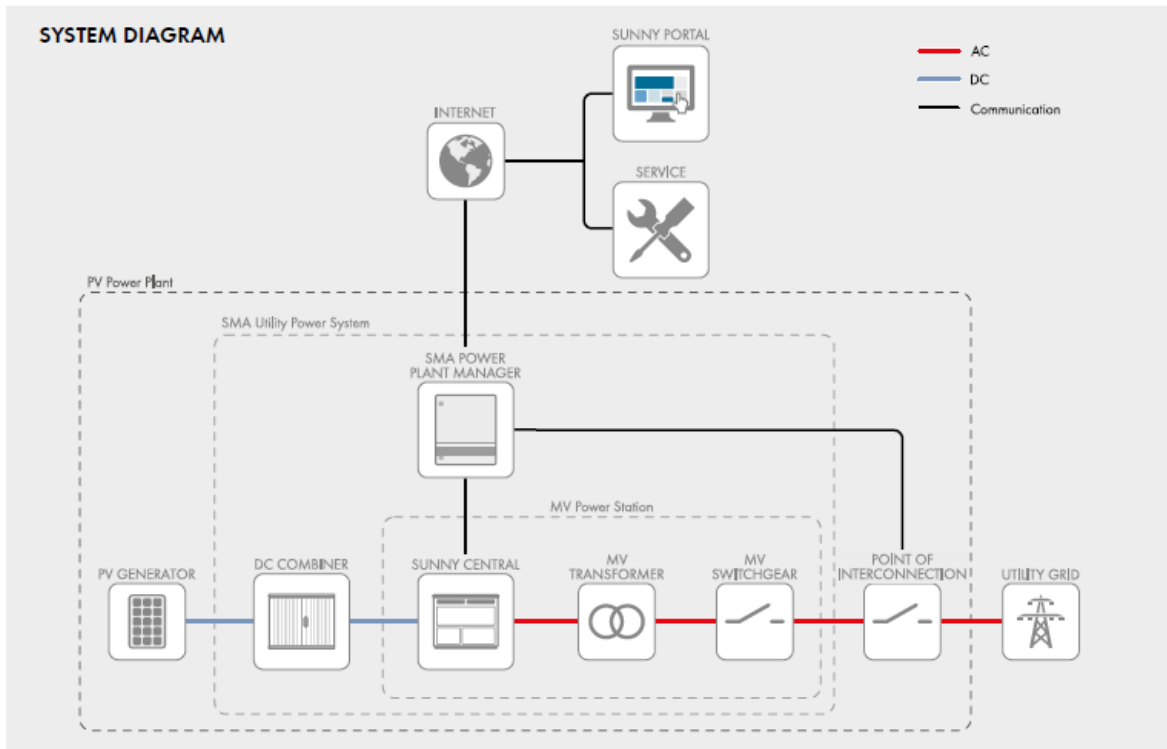 SYSTEM DIAGRAM
SUNNY PORTAL
AC
DC
Communication
INTERNET
SERVICE
PV Power Plant
SMA Utility Power System
SMA POWER
PLANT MANAGER
MV Power Station
PV GENERATOR
DC COMBINER
SUNNY CENTRAL
MV
TRANSFORMER
MV
SWITCHGEAR
POINT OF
INTERCONNECTION
UTILITY GRID